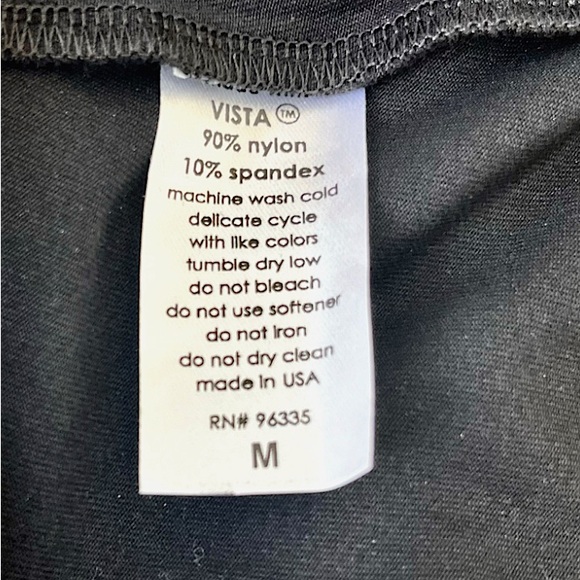 VISTA™
90% nylon
10% spandex
machine wash cold
delicate cycle
with like colors
tumble dry low
do not bleach
do not use softener
do not iron
do not dry clean
made in USA
RN# 96335
M